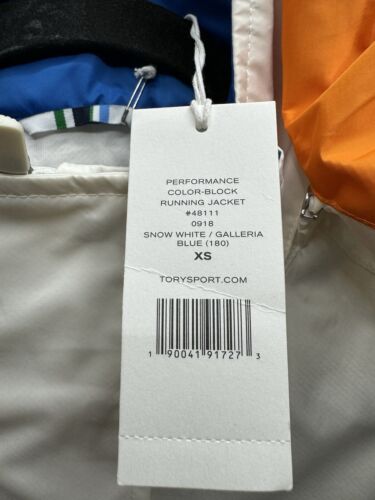 PERFORMANCE
COLOR-BLOCK
RUNNING JACKET
#48111
0918
SNOW WHITE / GALLERIA
BLUE (180)
XS
TORYSPORT.COM
1 90041 91727 3